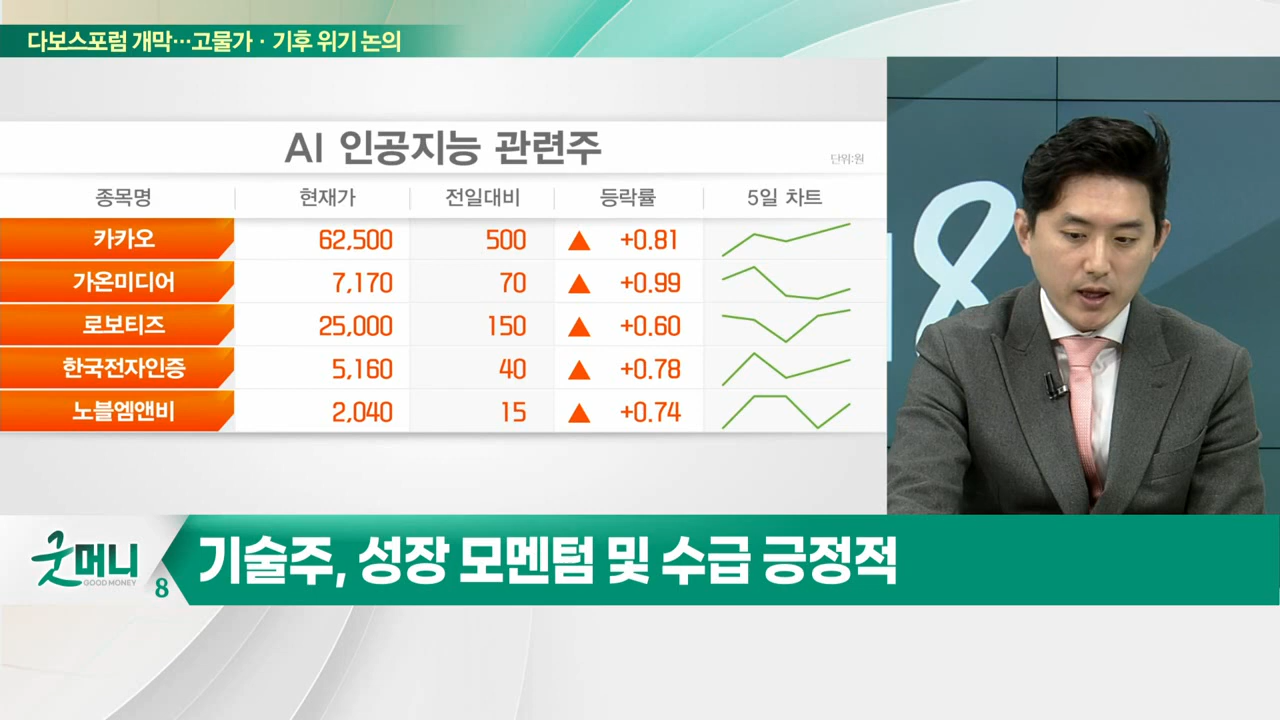 다보스포럼 개막…고물가 · 기후 위기 논의
AI 인공지능 관련주
단위:원
종목명 현재가 전일대비 등락률 5일 차트
카카오 62,500 500 ▲ +0.81
가온미디어 7,170 70 ▲ +0.99
로보티즈 25,000 150 ▲ +0.60
한국전자인증 5,160 40 ▲ +0.78
노블엠앤비 2,040 15 ▲ +0.74
8
굿머니
GOOD MONEY
8
기술주, 성장 모멘텀 및 수급 긍정적